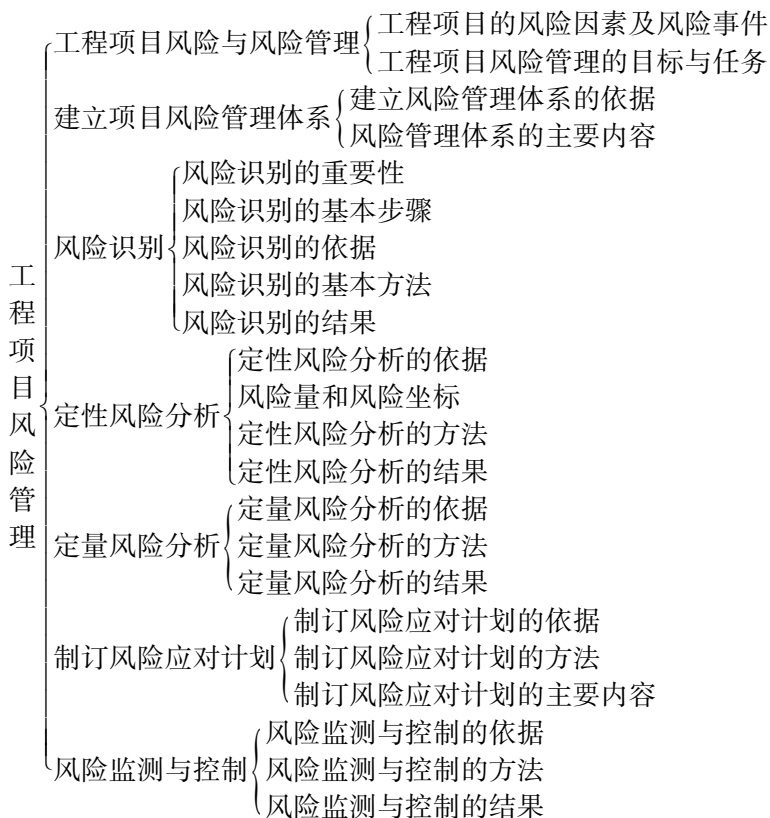 工程项目风险管理
工程项目风险与风险管理
工程项目的风险因素及风险事件
工程项目风险管理的目标与任务
建立项目风险管理体系
建立风险管理体系的依据
风险管理体系的主要内容
风险识别
风险识别的重要性
风险识别的基本步骤
风险识别的依据
风险识别的基本方法
风险识别的结果
定性风险分析
定性风险分析的依据
风险量和风险坐标
定性风险分析的方法
定性风险分析的结果
定量风险分析
定量风险分析的依据
定量风险分析的方法
定量风险分析的结果
制订风险应对计划
制订风险应对计划的依据
制订风险应对计划的方法
制订风险应对计划的主要内容
风险监测与控制
风险监测与控制的依据
风险监测与控制的方法
风险监测与控制的结果